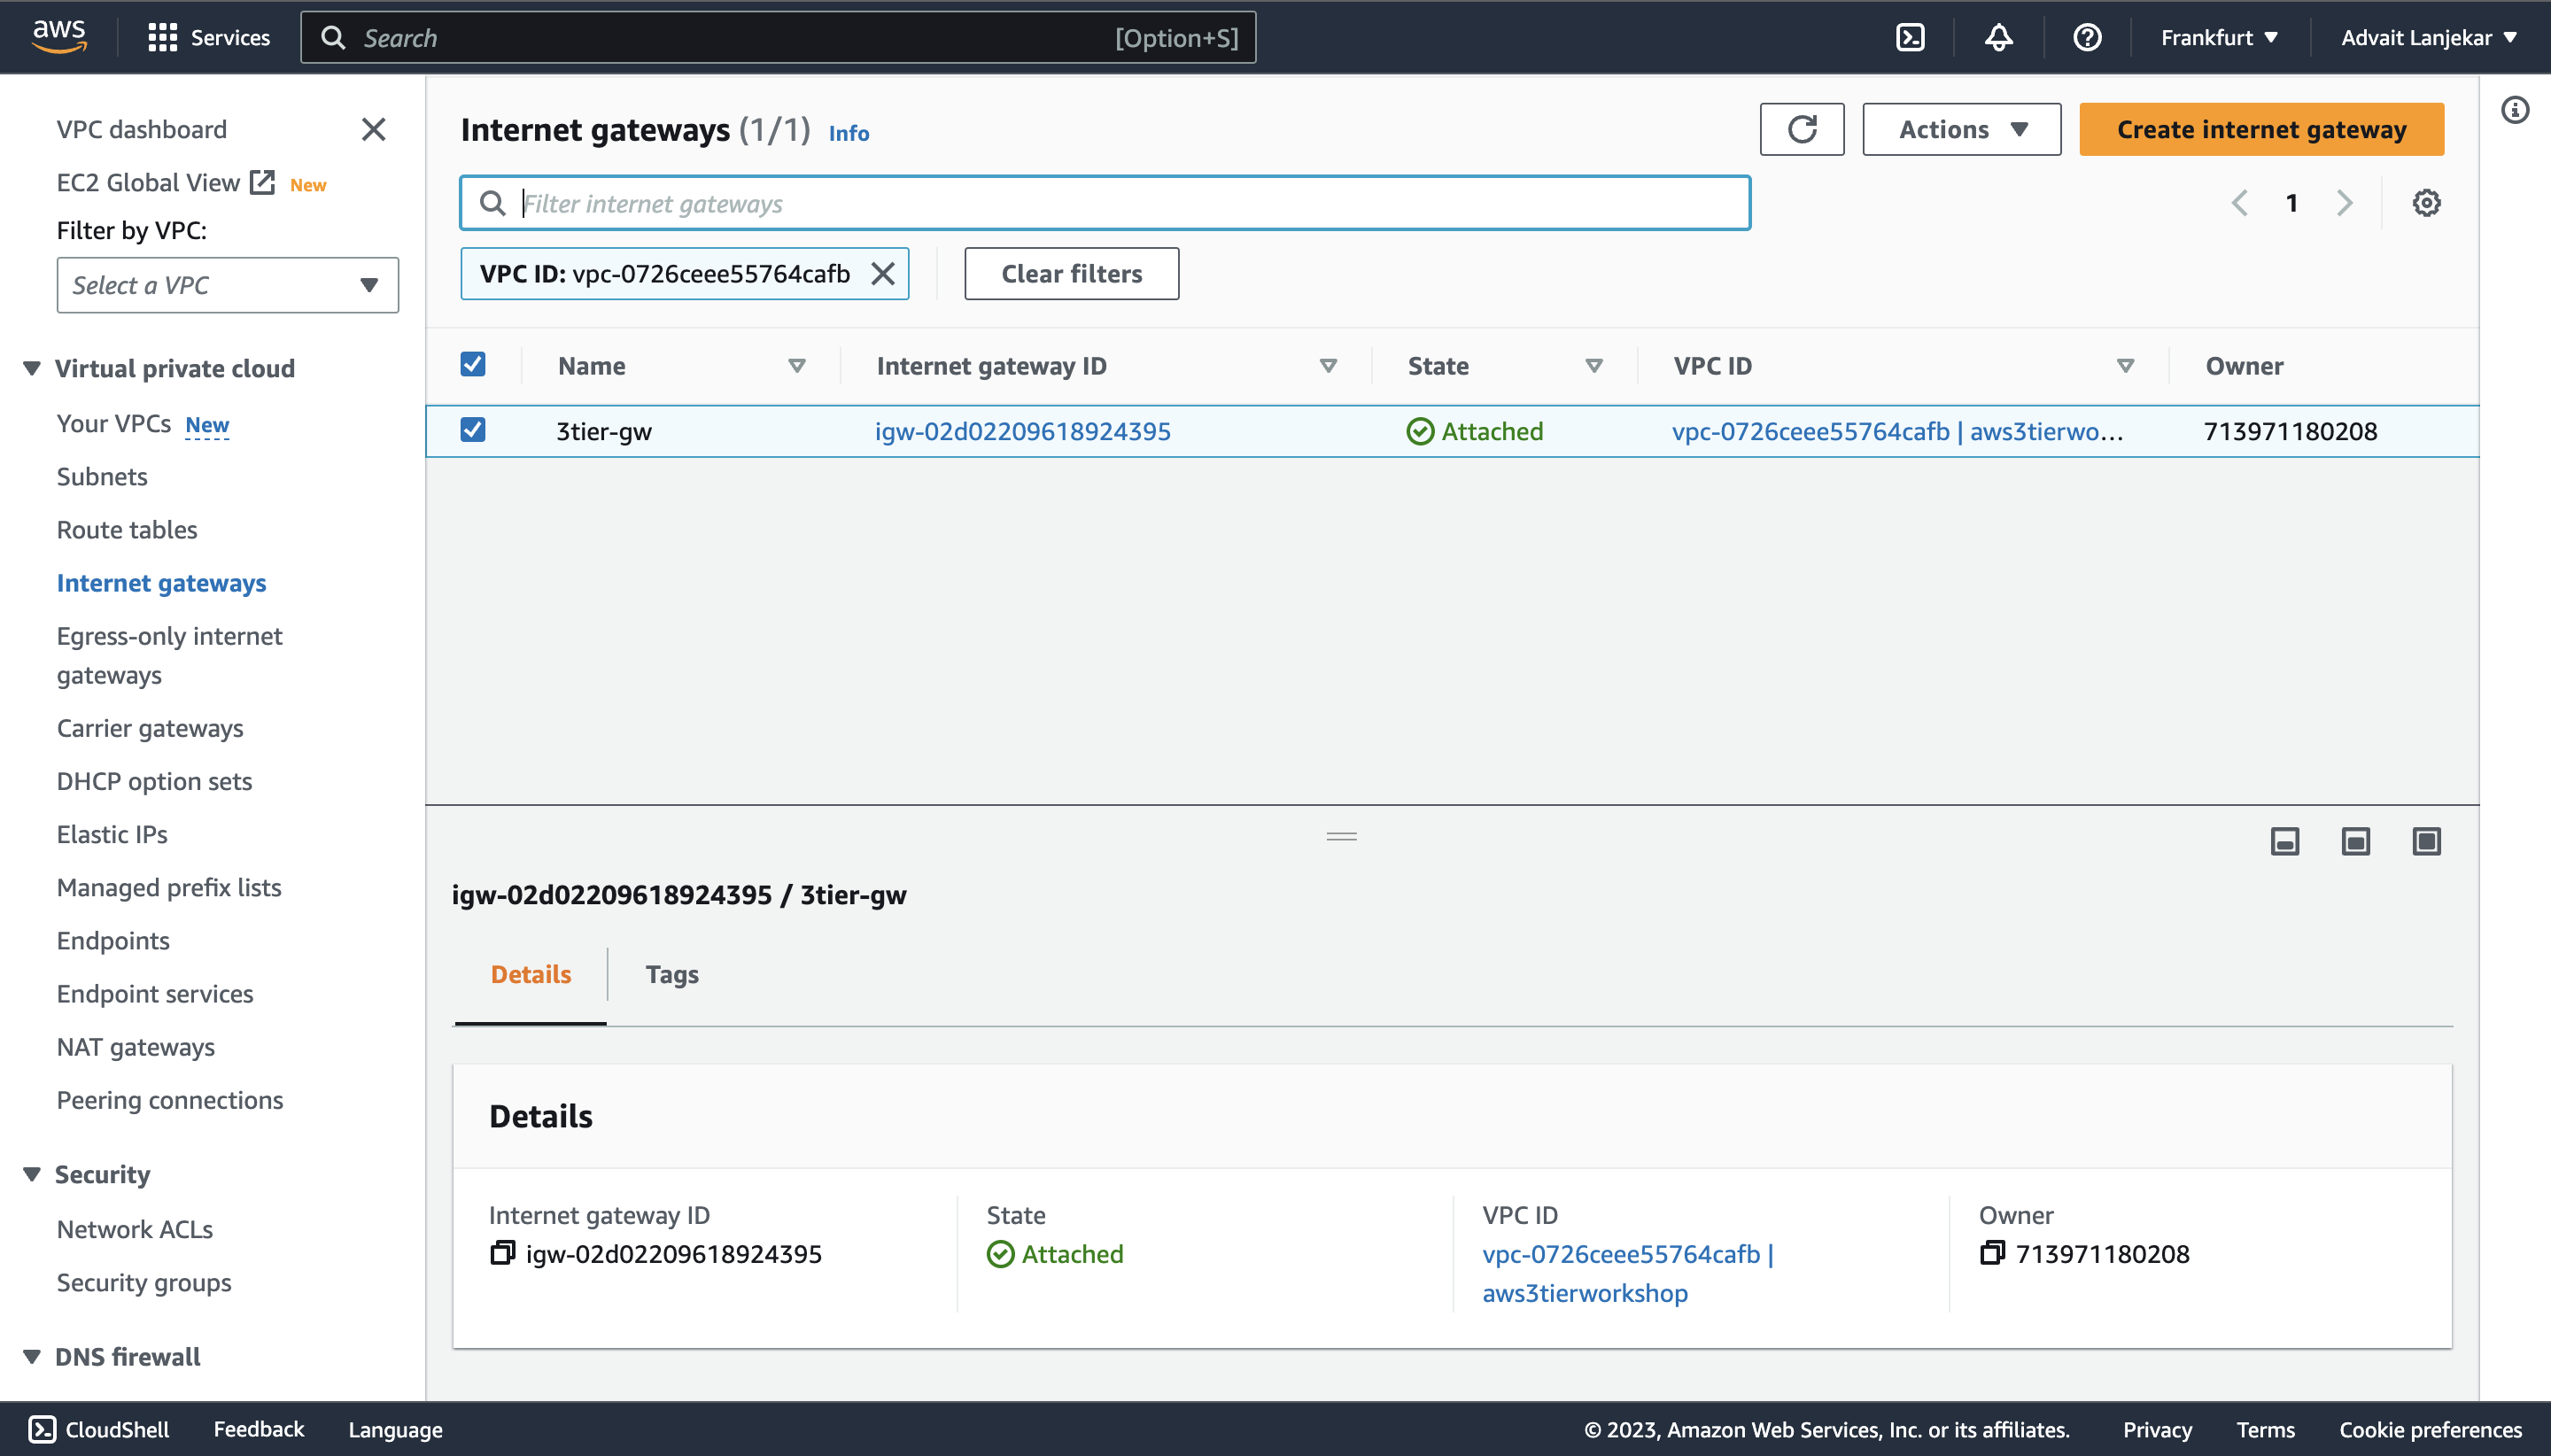 aws
Services
Search
[Option+S]
Frankfurt
Advait Lanjekar
VPC dashboard
EC2 Global View New
Filter by VPC:
Select a VPC
Virtual private cloud
Your VPCs New
Subnets
Route tables
Internet gateways
Egress-only internet
gateways
Carrier gateways
DHCP option sets
Elastic IPs
Managed prefix lists
Endpoints
Endpoint services
NAT gateways
Peering connections
Security
Network ACLs
Security groups
DNS firewall
Internet gateways (1/1) Info
Actions
Create internet gateway
Filter internet gateways
1
VPC ID: vpc-0726ceee55764cafb
Clear filters
Name Internet gateway ID State VPC ID Owner
3tier-gw igw-02d02209618924395 Attached vpc-0726ceee55764cafb | aws3tierwo... 713971180208
igw-02d02209618924395 / 3tier-gw
Details Tags
Details
Internet gateway ID
igw-02d02209618924395
State
Attached
VPC ID
vpc-0726ceee55764cafb |
aws3tierworkshop
Owner
713971180208
CloudShell Feedback Language
© 2023, Amazon Web Services, Inc. or its affiliates. Privacy Terms Cookie preferences